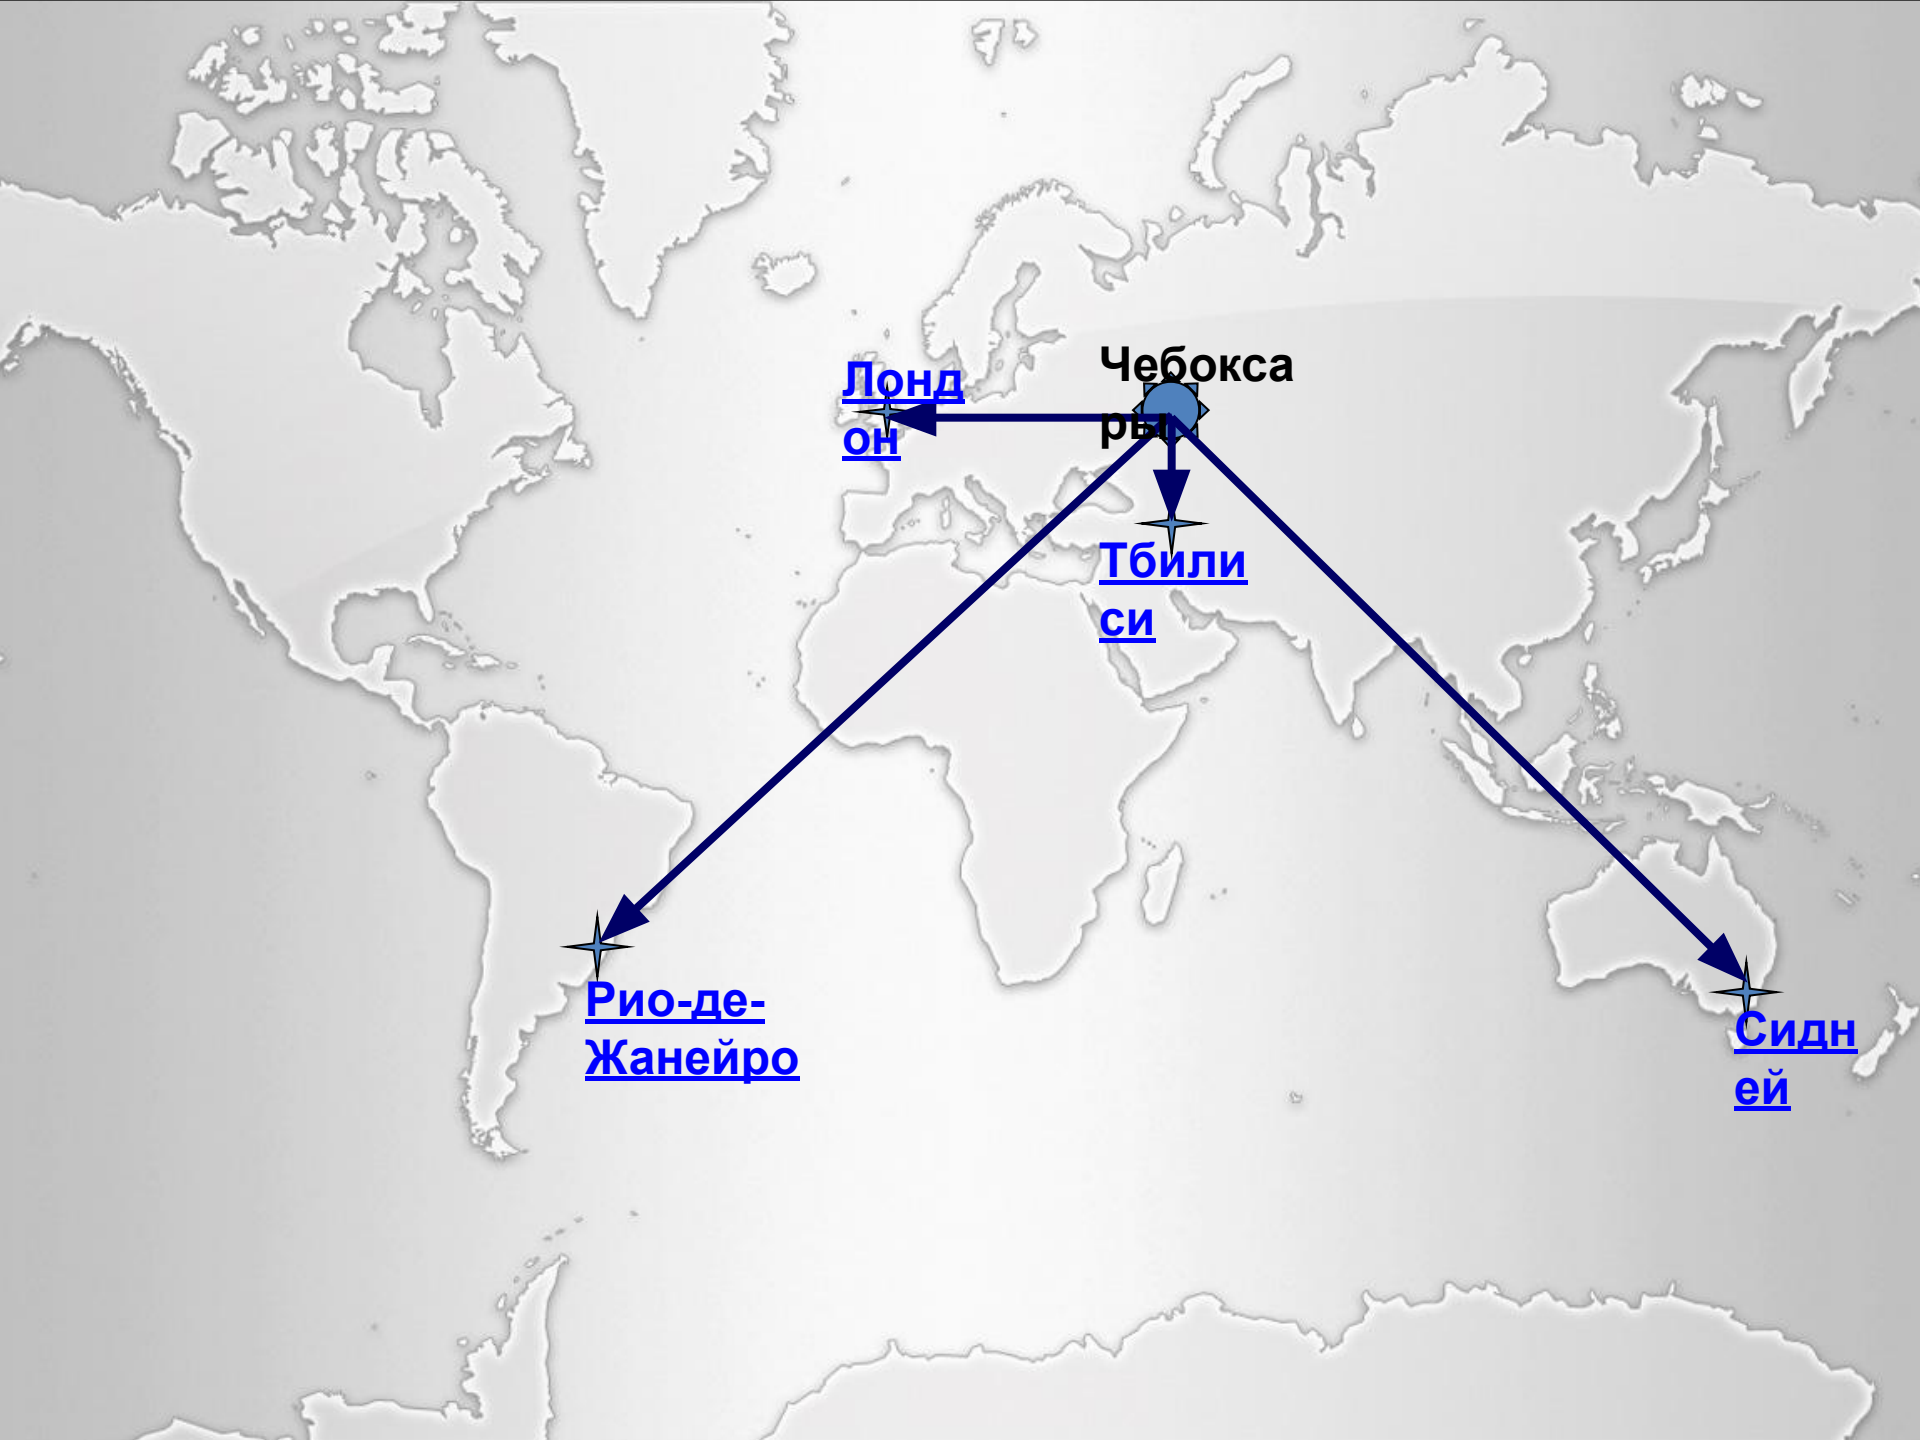 Чебокса
ры
Лонд
он
Тбили
си
Рио-де-
Жанейро
Сидн
ей